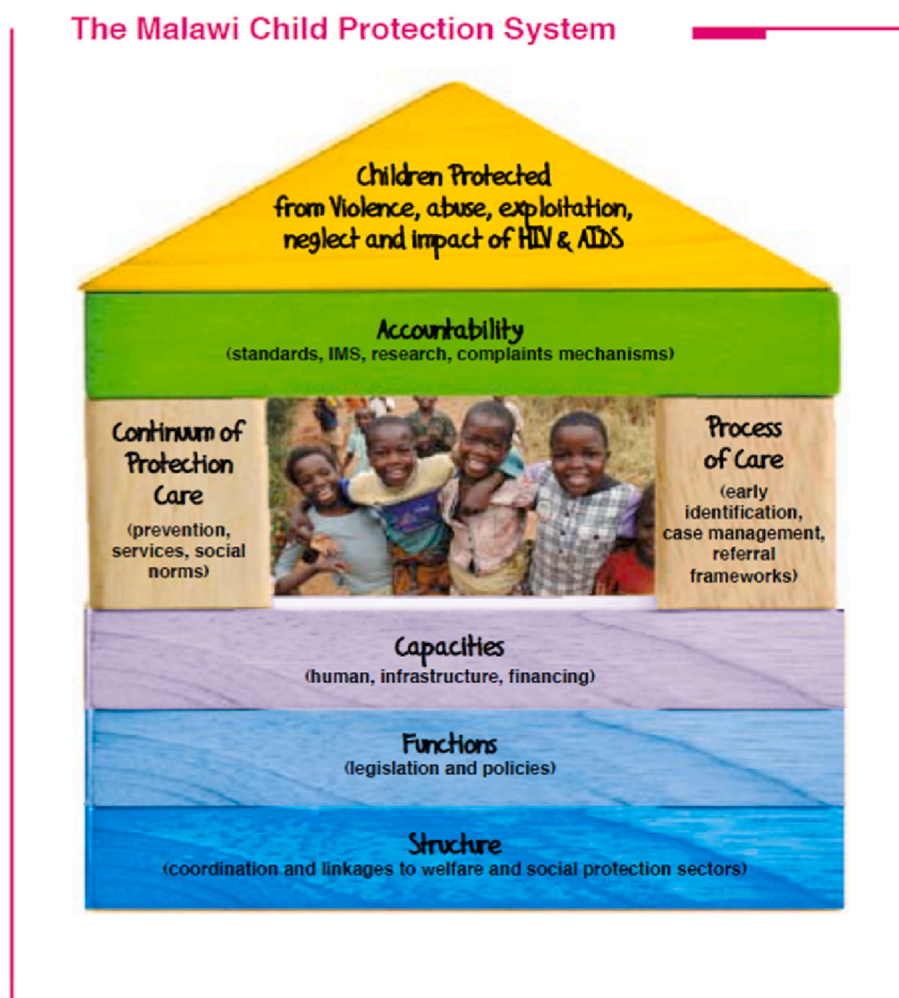 The Malawi Child Protection System
Children Protected
from Violence, abuse, exploitation,
neglect and impact of HIV & AIDS
Accountability
(standards, IMS, research, complaints mechanisms)
Continuum of
Protection
Care
(prevention,
services, social
norms)
Process
of Care
(early
identification,
case management,
referral
frameworks)
Capacities
(human, infrastructure, financing)
Functions
(legislation and policies)
Structure
(coordination and linkages to welfare and social protection sectors)